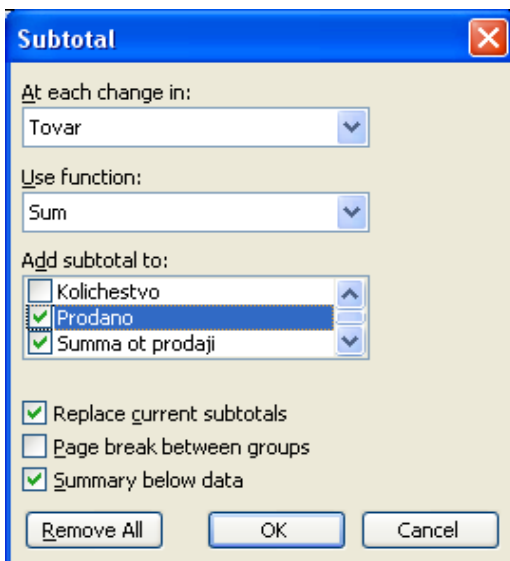 Subtotal
At each change in:
Tovar
Use function:
Sum
Add subtotal to:
Kolichestvo
Prodano
Summa ot prodaji
Replace current subtotals
Page break between groups
Summary below data
Remove All OK Cancel